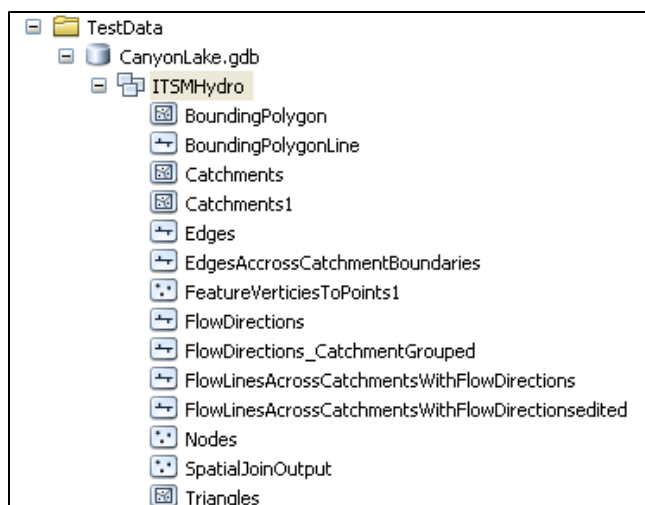 TestData
CanyonLake.gdb
ITSMHydro
BoundingPolygon
BoundingPolygonLine
Catchments
Catchments1
Edges
EdgesAccrossCatchmentBoundaries
FeatureVerticiesToPoints1
FlowDirections
FlowDirections_CatchmentGrouped
FlowLinesAcrossCatchmentsWithFlowDirections
FlowLinesAcrossCatchmentsWithFlowDirectionsedited
Nodes
SpatialJoinOutput
Triangles